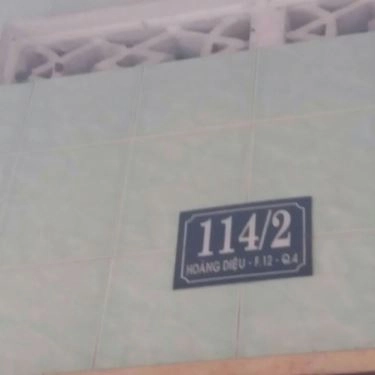 114/2
HOÀNG DIỆU - F.12 - Q.4